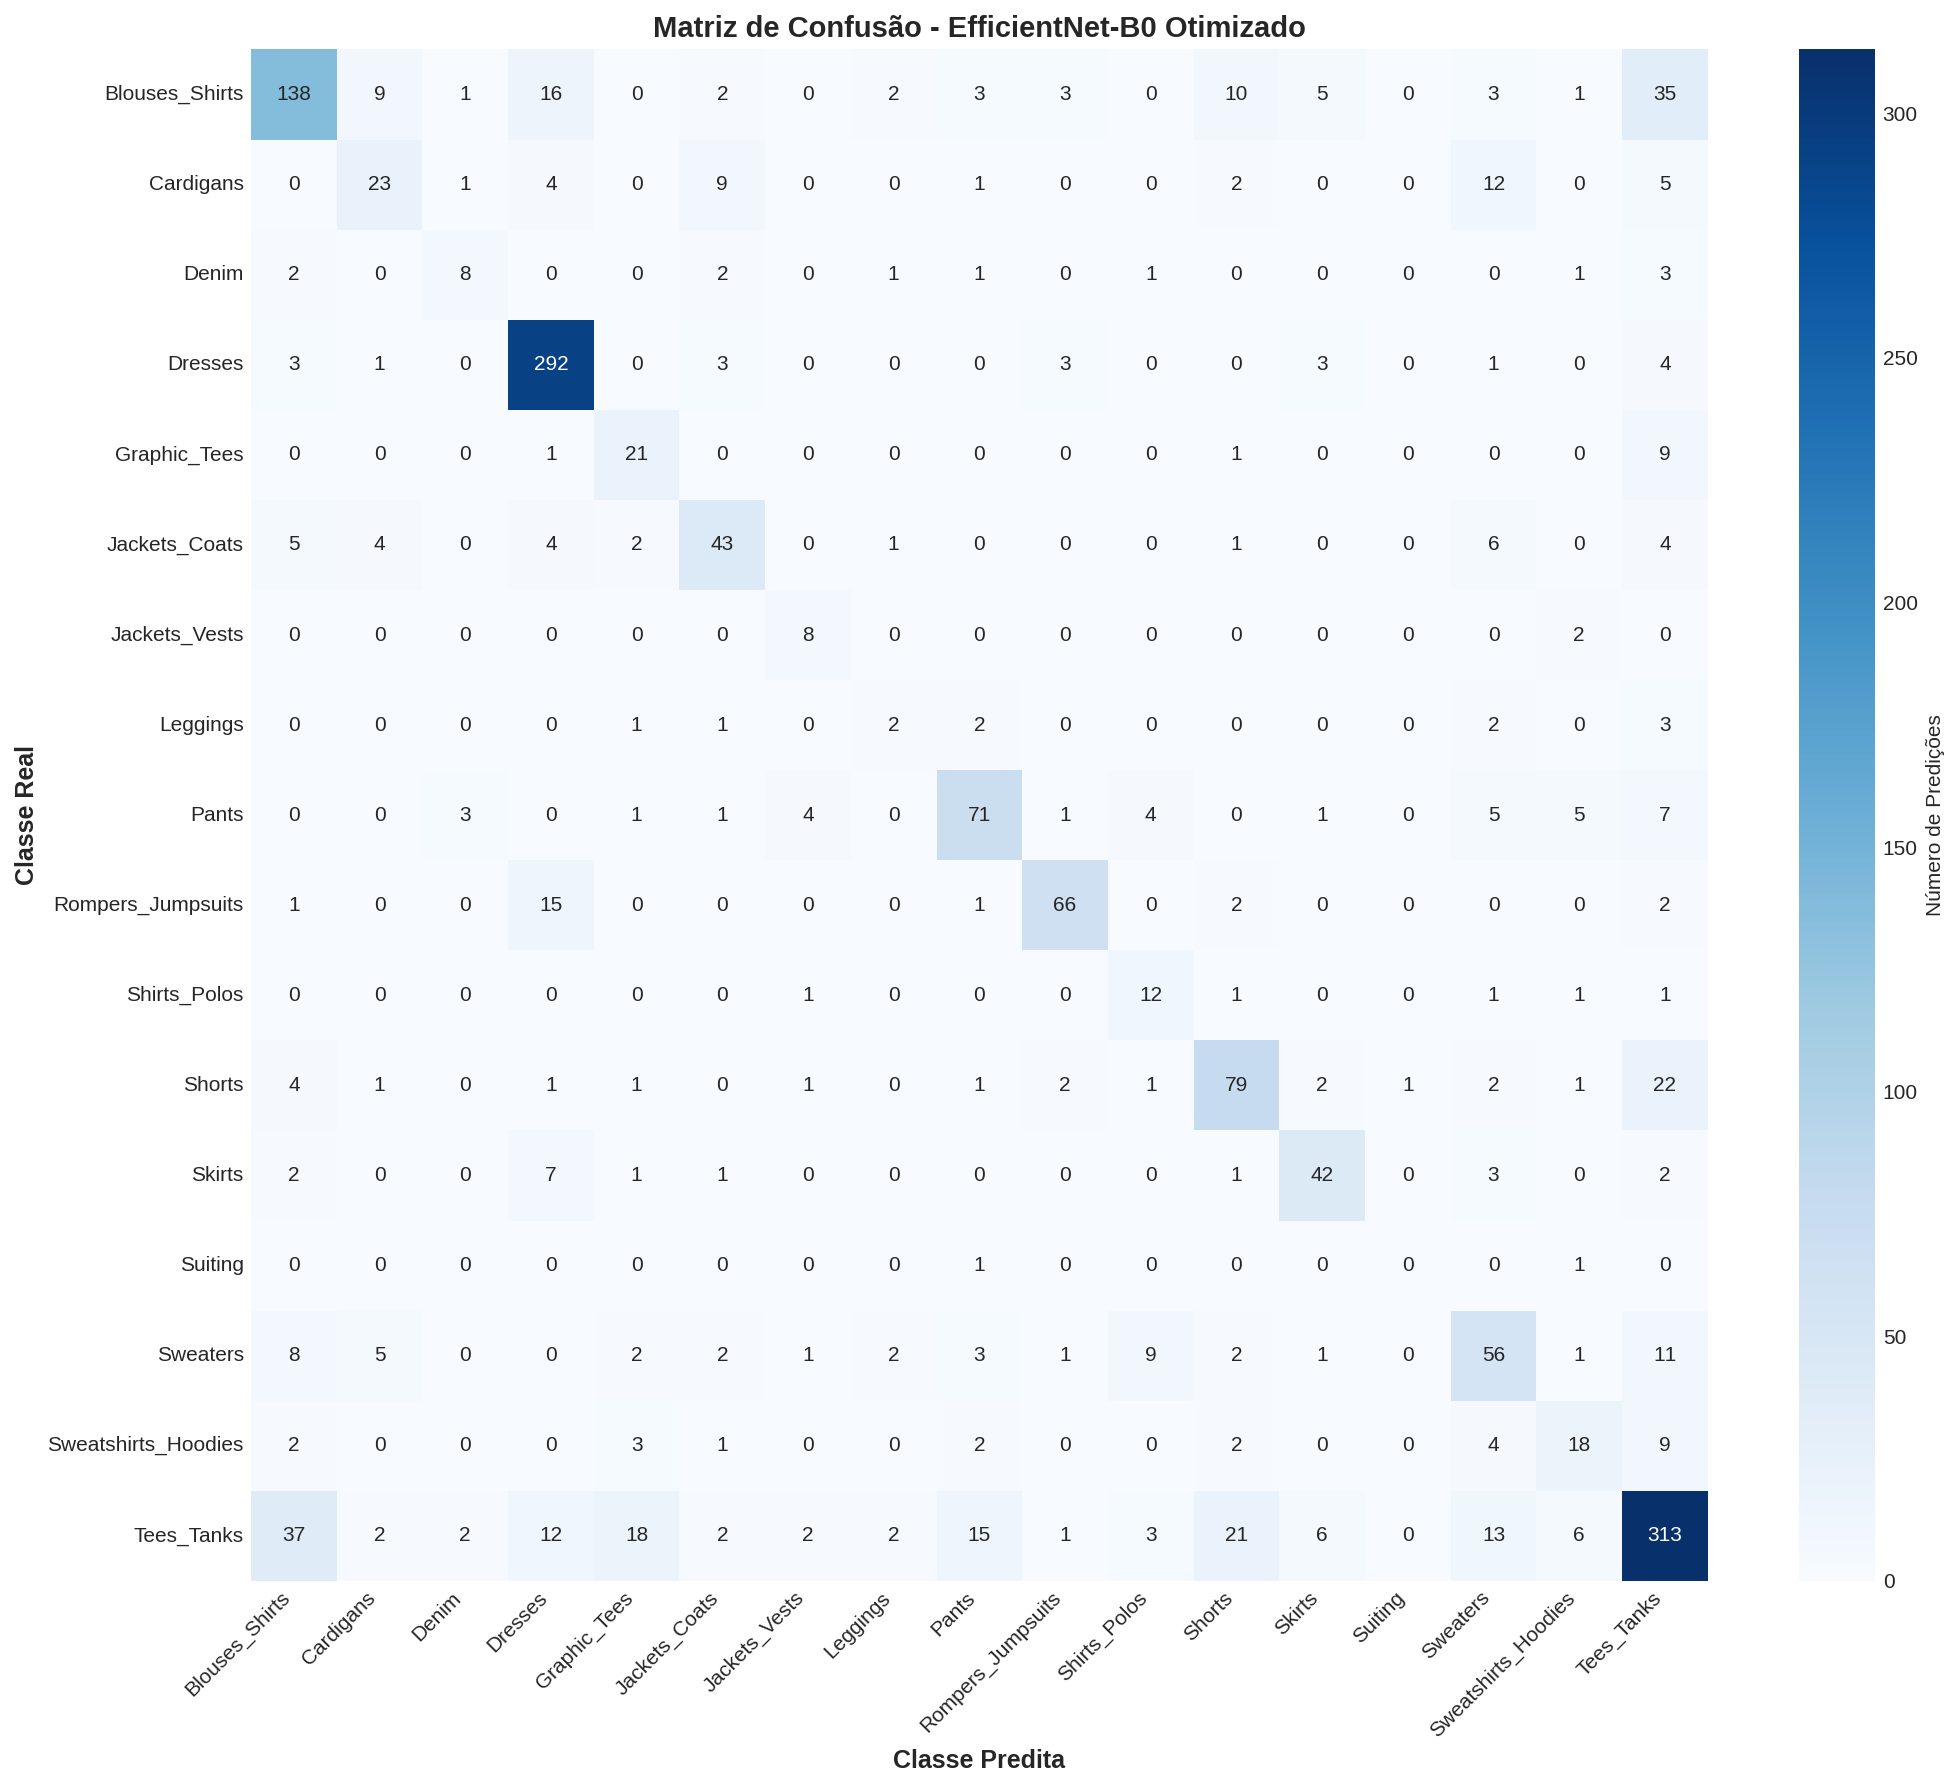 Matriz de Confusão - EfficientNet-B0 Otimizado
Blouses_Shirts 138 9 1 16 0 2 0 2 3 3 0 10 5 0 3 1 35
Cardigans 0 23 1 4 0 9 0 0 1 0 0 2 0 0 12 0 5
Denim 2 0 8 0 0 2 0 1 1 0 1 0 0 0 0 1 3
Dresses 3 1 0 292 0 3 0 0 0 3 0 0 3 0 1 0 4
Graphic_Tees 0 0 0 1 21 0 0 0 0 0 0 1 0 0 0 0 9
Jackets_Coats 5 4 0 4 2 43 0 1 0 0 0 1 0 0 6 0 4
Jackets_Vests 0 0 0 0 0 0 8 0 0 0 0 0 0 0 0 2 0
Leggings 0 0 0 0 1 1 0 2 2 0 0 0 0 0 2 0 3
Pants 0 0 3 0 1 1 4 0 71 1 4 0 1 0 5 5 7
Rompers_Jumpsuits 1 0 0 15 0 0 0 0 1 66 0 2 0 0 0 0 2
Shirts_Polos 0 0 0 0 0 0 1 0 0 0 12 1 0 0 1 1 1
Shorts 4 1 0 1 1 0 1 0 1 2 1 79 2 1 2 1 22
Skirts 2 0 0 7 1 1 0 0 0 0 0 1 42 0 3 0 2
Suiting 0 0 0 0 0 0 0 0 1 0 0 0 0 0 0 1 0
Sweaters 8 5 0 0 2 2 1 2 3 1 9 2 1 0 56 1 11
Sweatshirts_Hoodies 2 0 0 0 3 1 0 0 2 0 0 2 0 0 4 18 9
Tees_Tanks 37 2 2 12 18 2 2 2 15 1 3 21 6 0 13 6 313
Blouses_Shirts
Cardigans
Denim
Dresses
Graphic_Tees
Jackets_Coats
Jackets_Vests
Leggings
Pants
Rompers_Jumpsuits
Shirts_Polos
Shorts
Skirts
Suiting
Sweaters
Sweatshirts_Hoodies
Tees_Tanks
Classe Predita
Classe Real
300
250
200
150
100
50
0
Número de Predições